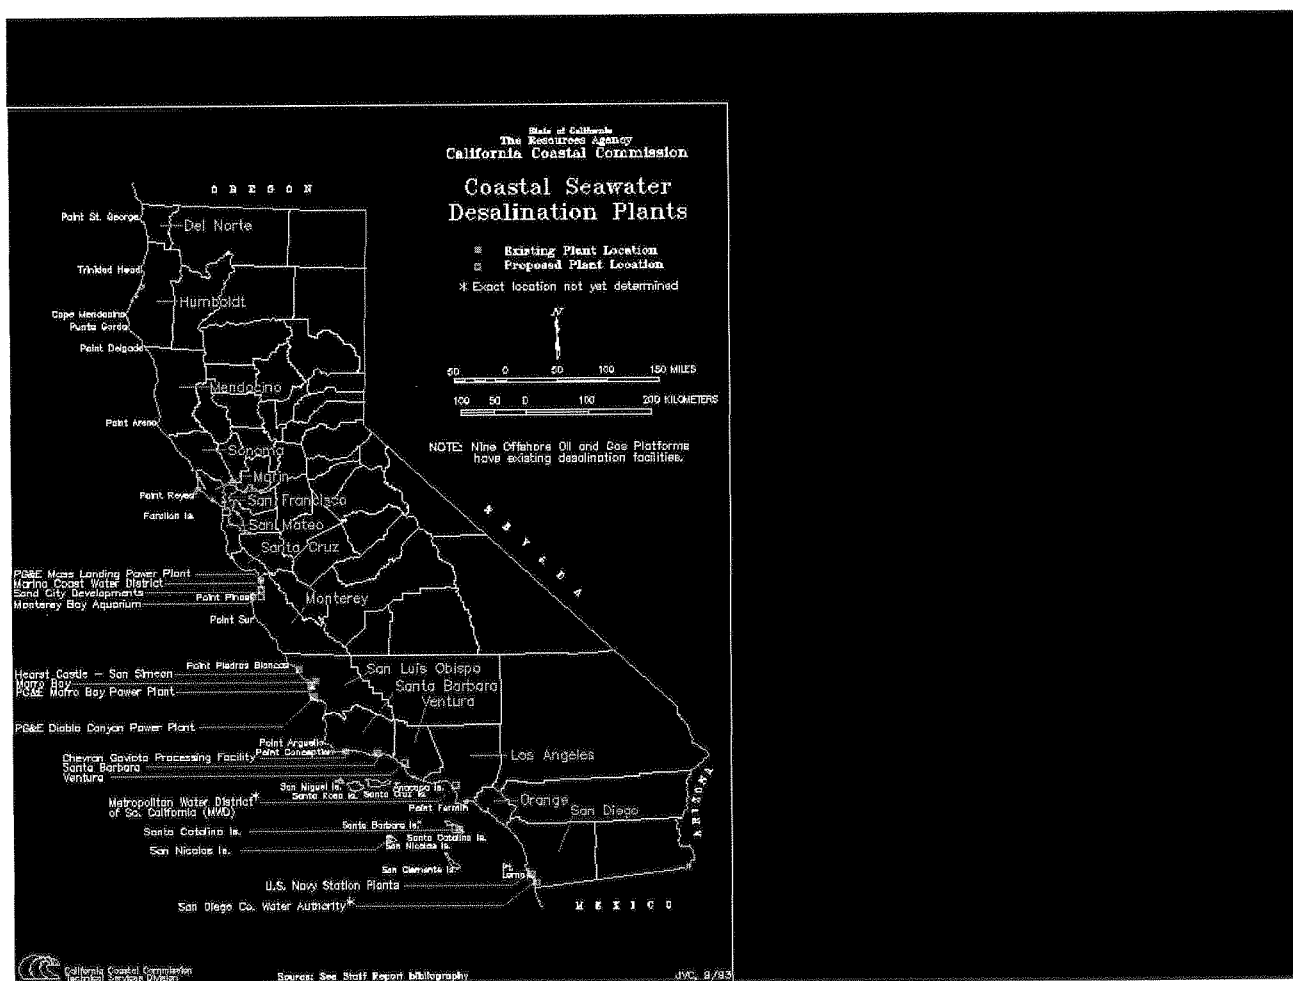 State of California
The Resources Agency
California Coastal Commission
Coastal Seawater
Desalination Plants
Existing Plant Location
Proposed Plant Location
* Exact location not yet determined
N
50 0 50 100 150 MILES
100 50 0 100 200 KILOMETERS
NOTE: Nine Offshore Oil and Gas Platforms
have existing desalination facilities.
OREGON
Point St. George
Del Norte
Trinidad Head
Humboldt
Cape Mendocino
Punta Gorda
Point Delgada
Mendocino
Point Arena
Sonoma
Marin
Point Reyes
San Francisco
Farallon Is.
San Mateo
Santa Cruz
NEVADA
PG&E Moss Landing Power Plant
Marina Coast Water District
Sand City Developments
Point Pinos
Monterey Bay Aquarium
Monterey
Point Sur
Point Piedras Blancas
San Luis Obispo
Hearst Castle – San Simeon
Morro Bay
PG&E Morro Bay Power Plant
Santa Barbara
Ventura
PG&E Diablo Canyon Power Plant
Point Arguello
Point Conception
Chevron Gaviota Processing Facility
Santa Barbara
Ventura
Los Angeles
San Miguel Is.
Santa Rosa Is.
Santa Cruz Is.
Anacapa Is.
Metropolitan Water District*
of So. California (MWD)
Point Fermin
Orange
San Diego
ARIZONA
Santa Barbara Is.
Santa Catalina Is.
Santa Catalina Is.
San Nicolas Is.
San Nicolas Is.
San Clemente Is.
Pt.
Loma
U.S. Navy Station Plants
San Diego Co. Water Authority*
MEXICO
California Coastal Commission
Technical Services Division
Source: See Staff Report bibliography
JVC, 9/93